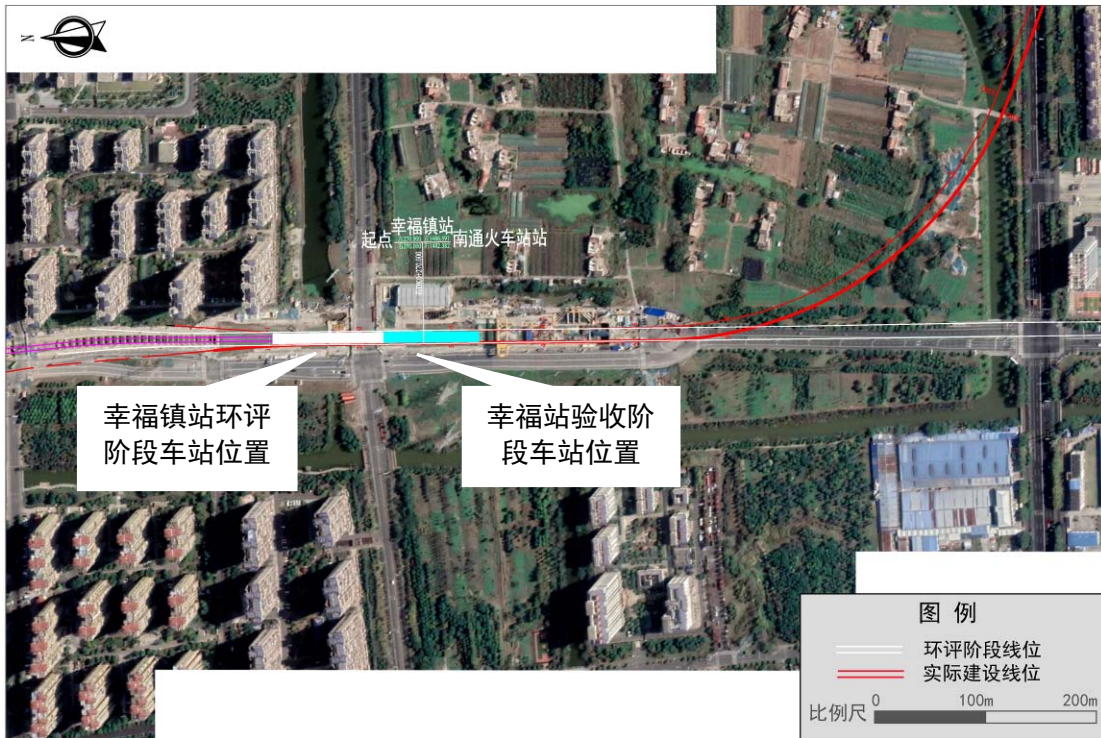 N
幸福镇站
起点
南通火车站站
幸福镇站环评
阶段车站位置
幸福站验收阶
段车站位置
图 例
环评阶段线位
实际建设线位
比例尺
0
100m
200m